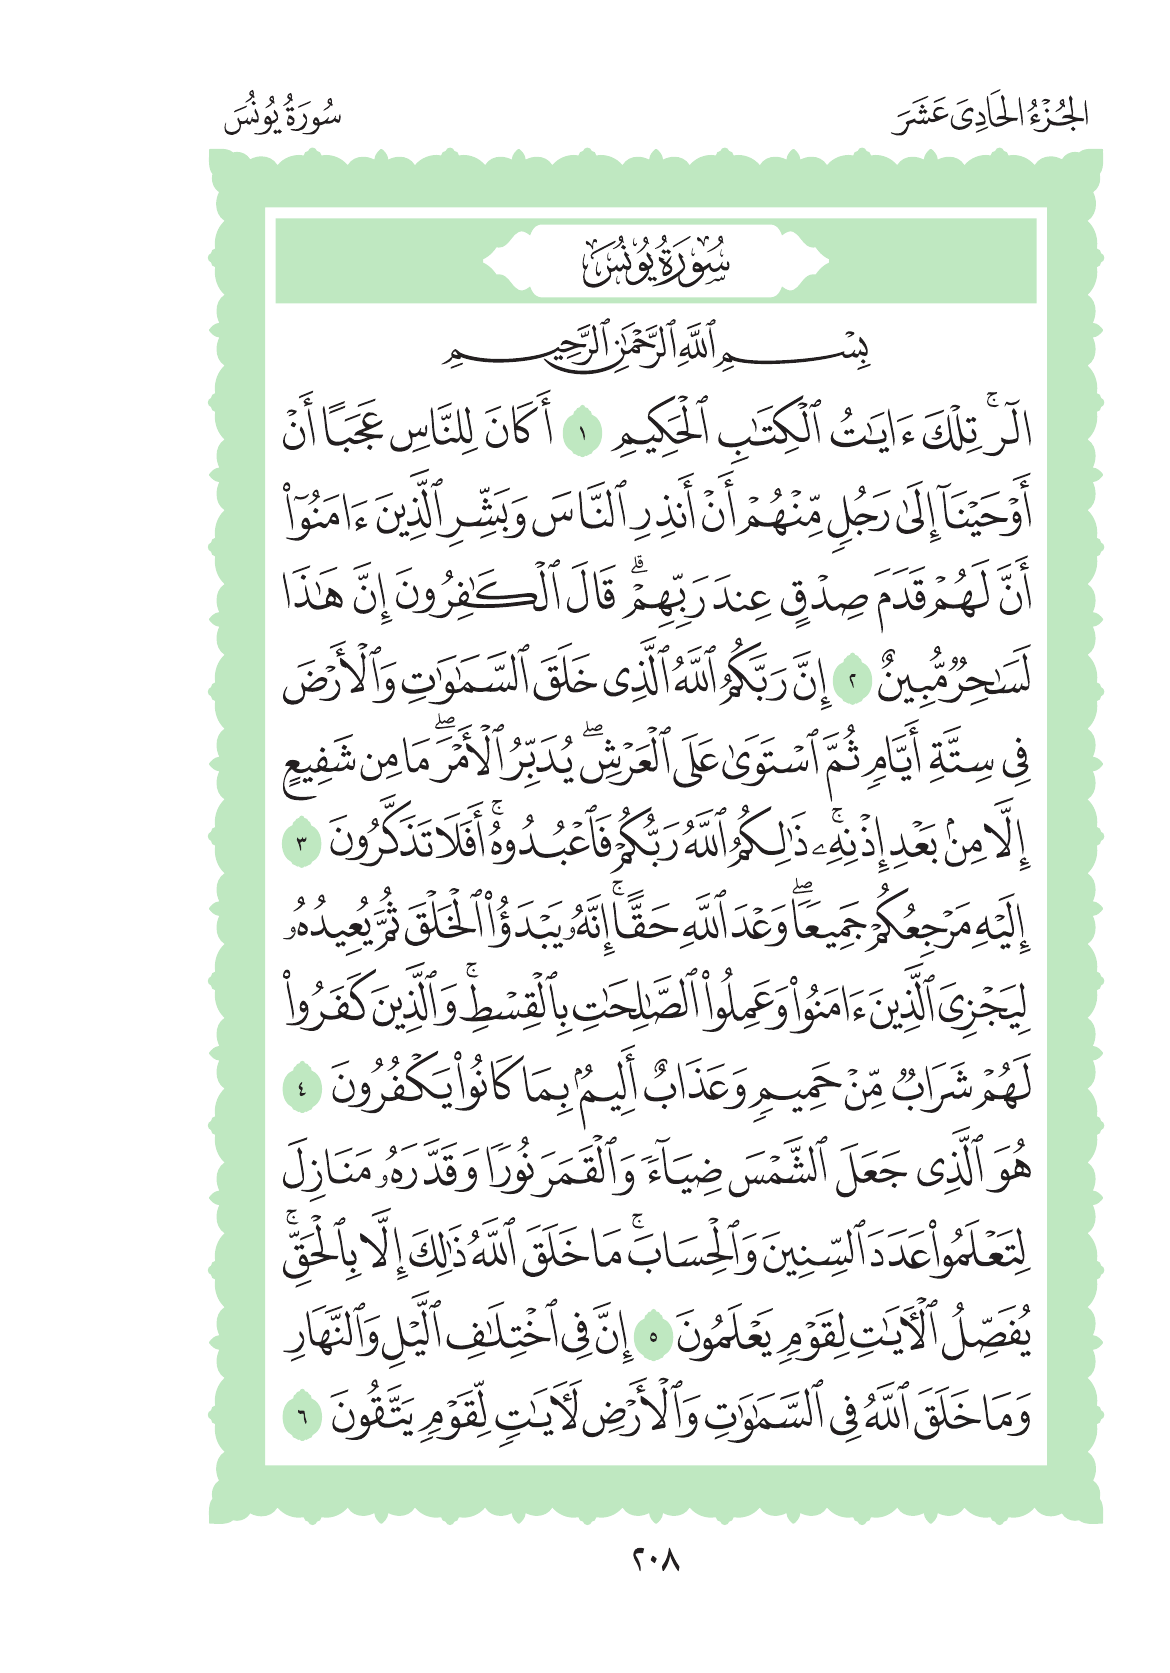 الجُزْءُ الحَادِىَ عَشَرَ
سُورَةُ يُونُسَ
سُورَةُ يُونُسَ
بِسْمِ ٱللَّهِ ٱلرَّحْمَٰنِ ٱلرَّحِيمِ
الٓرۚ تِلْكَ ءَايَٰتُ ٱلْكِتَٰبِ ٱلْحَكِيمِ ١ أَكَانَ لِلنَّاسِ عَجَبًا أَنْ
أَوْحَيْنَآ إِلَىٰ رَجُلٍ مِّنْهُمْ أَنْ أَنذِرِ ٱلنَّاسَ وَبَشِّرِ ٱلَّذِينَ ءَامَنُوٓا۟
أَنَّ لَهُمْ قَدَمَ صِدْقٍ عِندَ رَبِّهِمْۗ قَالَ ٱلْكَٰفِرُونَ إِنَّ هَٰذَا
لَسَٰحِرٌ مُّبِينٌ ٢ إِنَّ رَبَّكُمُ ٱللَّهُ ٱلَّذِى خَلَقَ ٱلسَّمَٰوَٰتِ وَٱلْأَرْضَ
فِى سِتَّةِ أَيَّامٍ ثُمَّ ٱسْتَوَىٰ عَلَى ٱلْعَرْشِۖ يُدَبِّرُ ٱلْأَمْرَۖ مَا مِن شَفِيعٍ
إِلَّا مِنۢ بَعْدِ إِذْنِهِۦۚ ذَٰلِكُمُ ٱللَّهُ رَبُّكُمْ فَٱعْبُدُوهُۚ أَفَلَا تَذَكَّرُونَ ٣
إِلَيْهِ مَرْجِعُكُمْ جَمِيعًاۖ وَعْدَ ٱللَّهِ حَقًّاۚ إِنَّهُۥ يَبْدَؤُا۟ ٱلْخَلْقَ ثُمَّ يُعِيدُهُۥ
لِيَجْزِىَ ٱلَّذِينَ ءَامَنُوا۟ وَعَمِلُوا۟ ٱلصَّٰلِحَٰتِ بِٱلْقِسْطِۚ وَٱلَّذِينَ كَفَرُوا۟
لَهُمْ شَرَابٌ مِّنْ حَمِيمٍ وَعَذَابٌ أَلِيمٌۢ بِمَا كَانُوا۟ يَكْفُرُونَ ٤
هُوَ ٱلَّذِى جَعَلَ ٱلشَّمْسَ ضِيَآءً وَٱلْقَمَرَ نُورًا وَقَدَّرَهُۥ مَنَازِلَ
لِتَعْلَمُوا۟ عَدَدَ ٱلسِّنِينَ وَٱلْحِسَابَۚ مَا خَلَقَ ٱللَّهُ ذَٰلِكَ إِلَّا بِٱلْحَقِّۚ
يُفَصِّلُ ٱلْءَايَٰتِ لِقَوْمٍ يَعْلَمُونَ ٥ إِنَّ فِى ٱخْتِلَٰفِ ٱلَّيْلِ وَٱلنَّهَارِ
وَمَا خَلَقَ ٱللَّهُ فِى ٱلسَّمَٰوَٰتِ وَٱلْأَرْضِ لَءَايَٰتٍ لِّقَوْمٍ يَتَّقُونَ ٦
٢٠٨